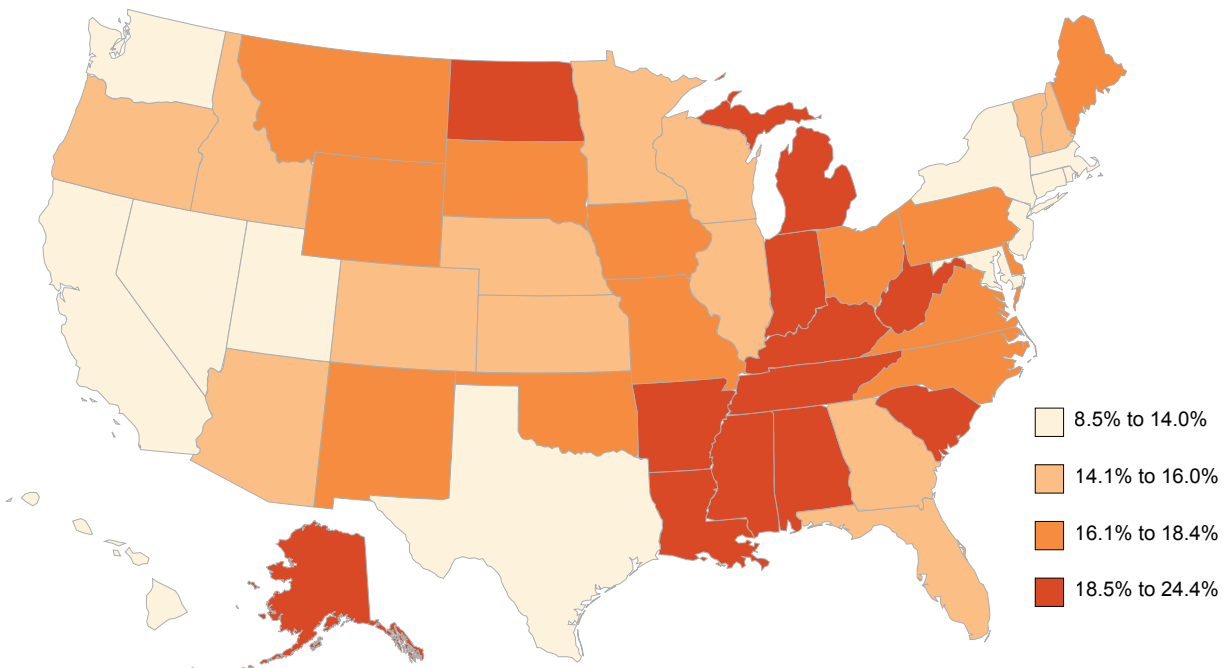 8.5% to 14.0%
14.1% to 16.0%
16.1% to 18.4%
18.5% to 24.4%